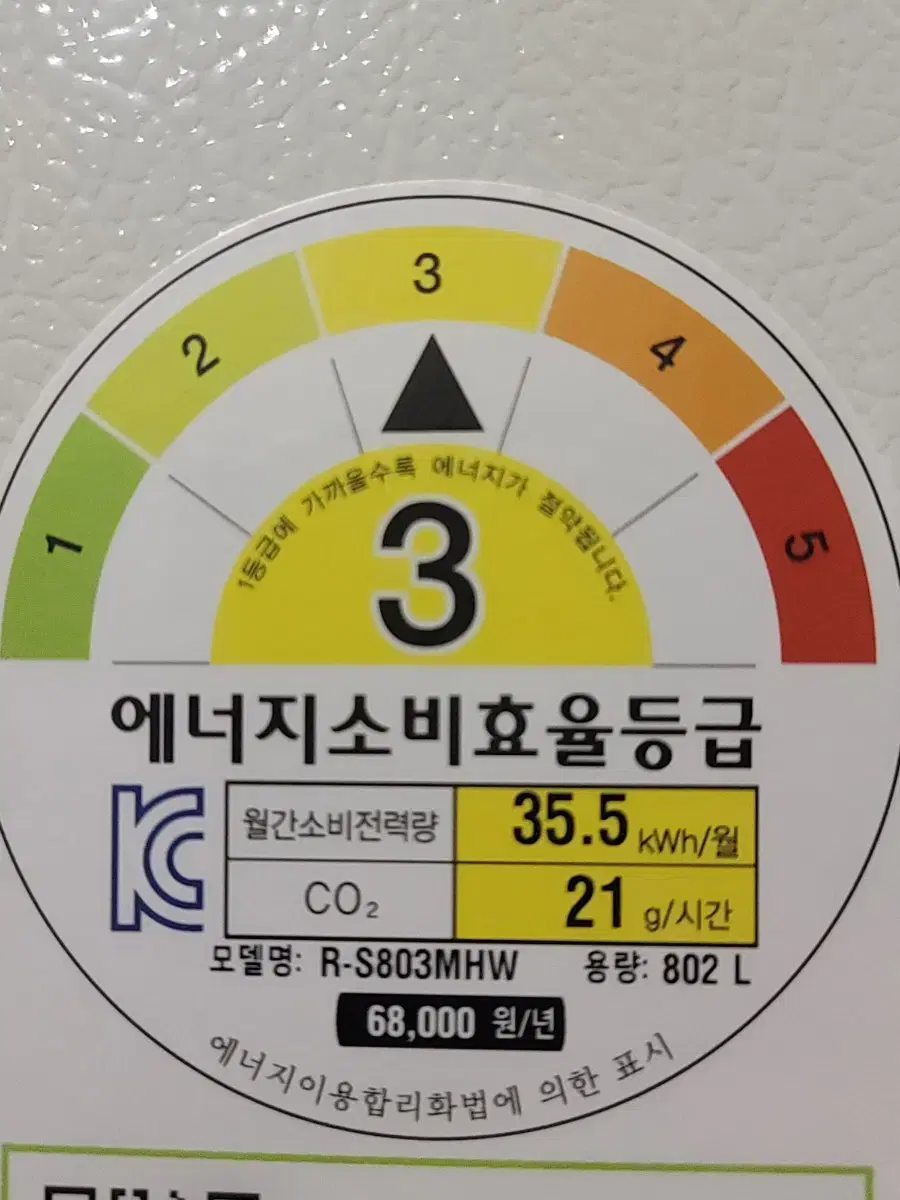 1
2
3
4
5
1등급에 가까울수록 에너지가 절약됩니다.
3
에너지소비효율등급
월간소비전력량 35.5 kWh/월
CO₂ 21 g/시간
모델명: R-S803MHW 용량: 802 L
68,000 원/년
에너지이용합리화법에 의한 표시